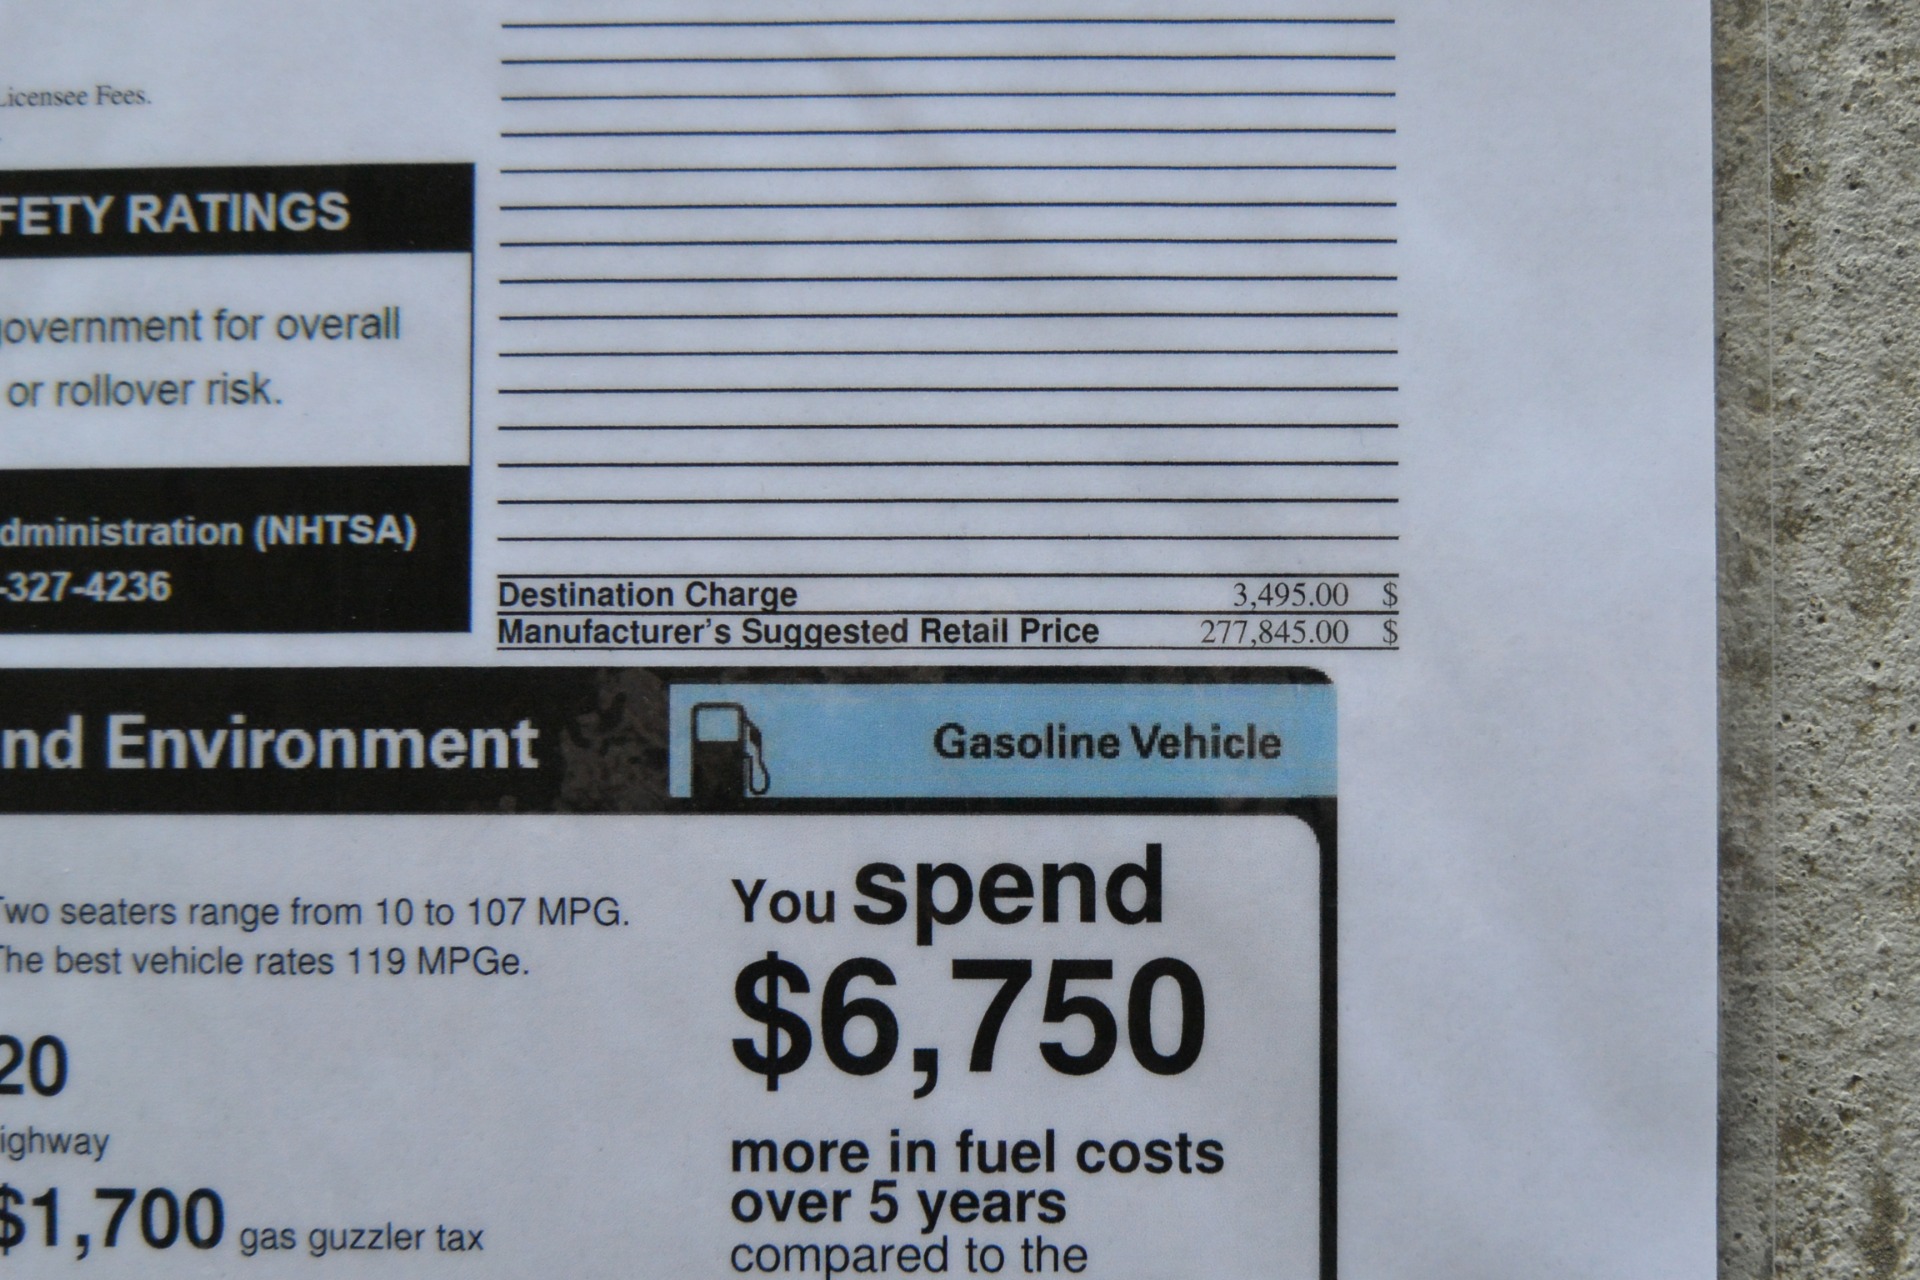 Licensee Fees.
FETY RATINGS
government for overall
or rollover risk.
dministration (NHTSA)
-327-4236
Destination Charge 3,495.00 $
Manufacturer's Suggested Retail Price 277,845.00 $
nd Environment
Gasoline Vehicle
Two seaters range from 10 to 107 MPG.
The best vehicle rates 119 MPGe.
20
ighway
$1,700 gas guzzler tax
You spend
$6,750
more in fuel costs
over 5 years
compared to the